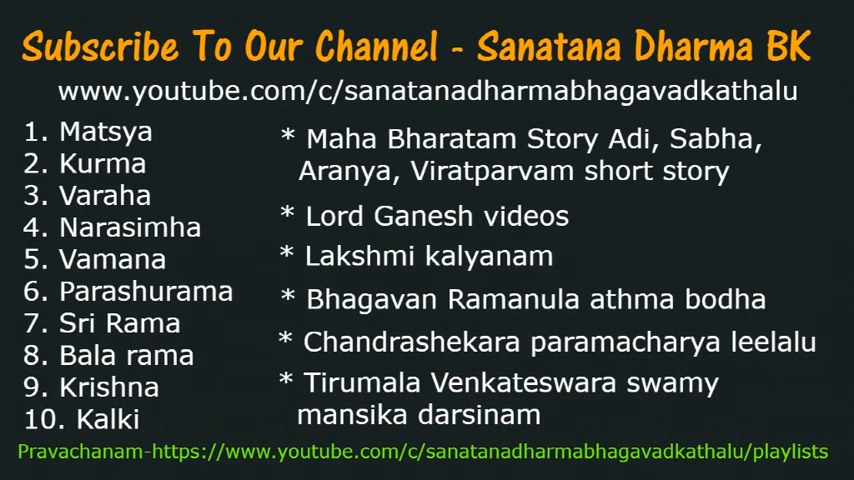 Subscribe To Our Channel - Sanatana Dharma BK
www.youtube.com/c/sanatanadharmabhagavadkathalu
1. Matsya
2. Kurma
3. Varaha
4. Narasimha
5. Vamana
6. Parashurama
7. Sri Rama
8. Bala rama
9. Krishna
10. Kalki
* Maha Bharatam Story Adi, Sabha,
Aranya, Viratparvam short story
* Lord Ganesh videos
* Lakshmi kalyanam
* Bhagavan Ramanula athma bodha
* Chandrashekara paramacharya leelalu
* Tirumala Venkateswara swamy
mansika darsinam
Pravachanam-https://www.youtube.com/c/sanatanadharmabhagavadkathalu/playlists